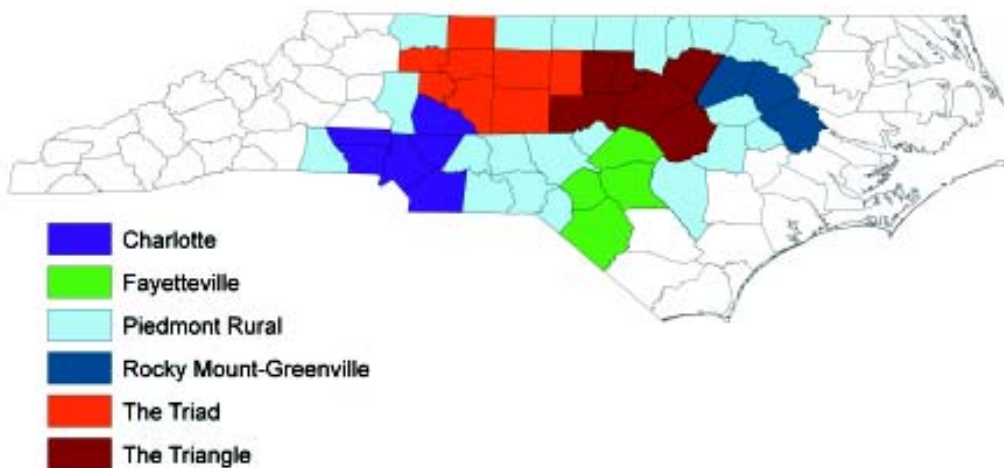 Charlotte
Fayetteville
Piedmont Rural
Rocky Mount-Greenville
The Triad
The Triangle